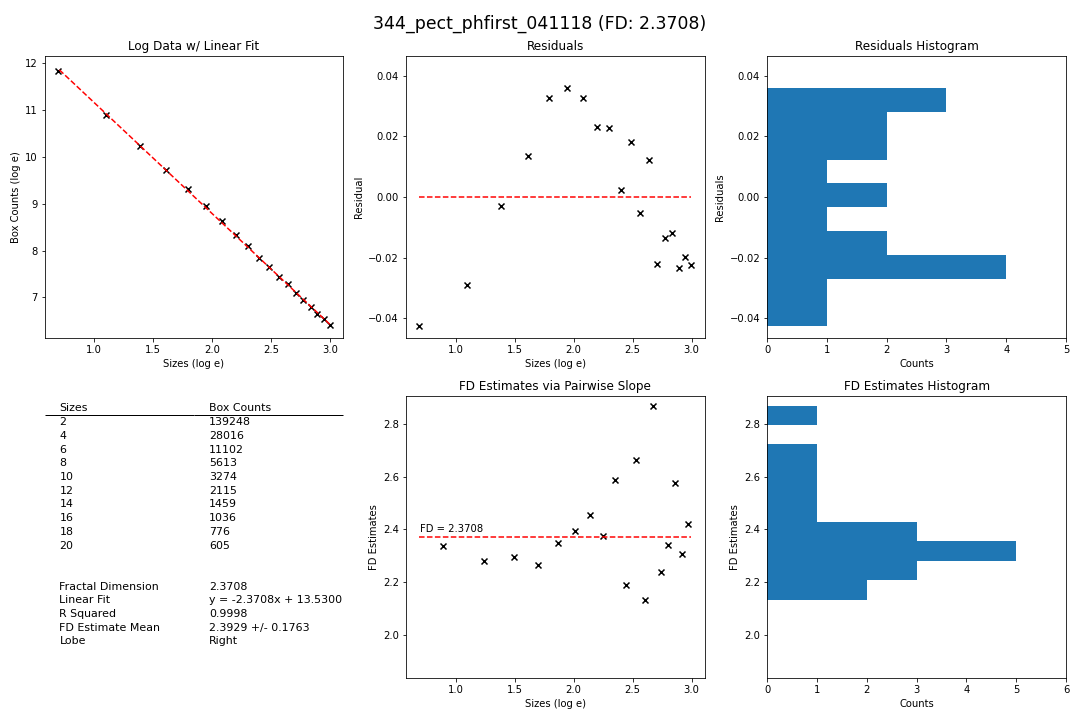 344_pect_phfirst_041118 (FD: 2.3708)
Log Data w/ Linear Fit
12
11
10
9
8
7
Box Counts (log e)
1.0 1.5 2.0 2.5 3.0
Sizes (log e)
Residuals
0.04
0.02
0.00
−0.02
−0.04
Residual
1.0 1.5 2.0 2.5 3.0
Sizes (log e)
Residuals Histogram
0.04
0.02
0.00
−0.02
−0.04
Residuals
0 1 2 3 4 5
Counts
Sizes Box Counts
2 139248
4 28016
6 11102
8 5613
10 3274
12 2115
14 1459
16 1036
18 776
20 605
Fractal Dimension 2.3708
Linear Fit y = -2.3708x + 13.5300
R Squared 0.9998
FD Estimate Mean 2.3929 +/- 0.1763
Lobe Right
FD Estimates via Pairwise Slope
2.8
2.6
2.4
2.2
2.0
FD Estimates
FD = 2.3708
1.0 1.5 2.0 2.5 3.0
Sizes (log e)
FD Estimates Histogram
2.8
2.6
2.4
2.2
2.0
FD Estimates
0 1 2 3 4 5 6
Counts